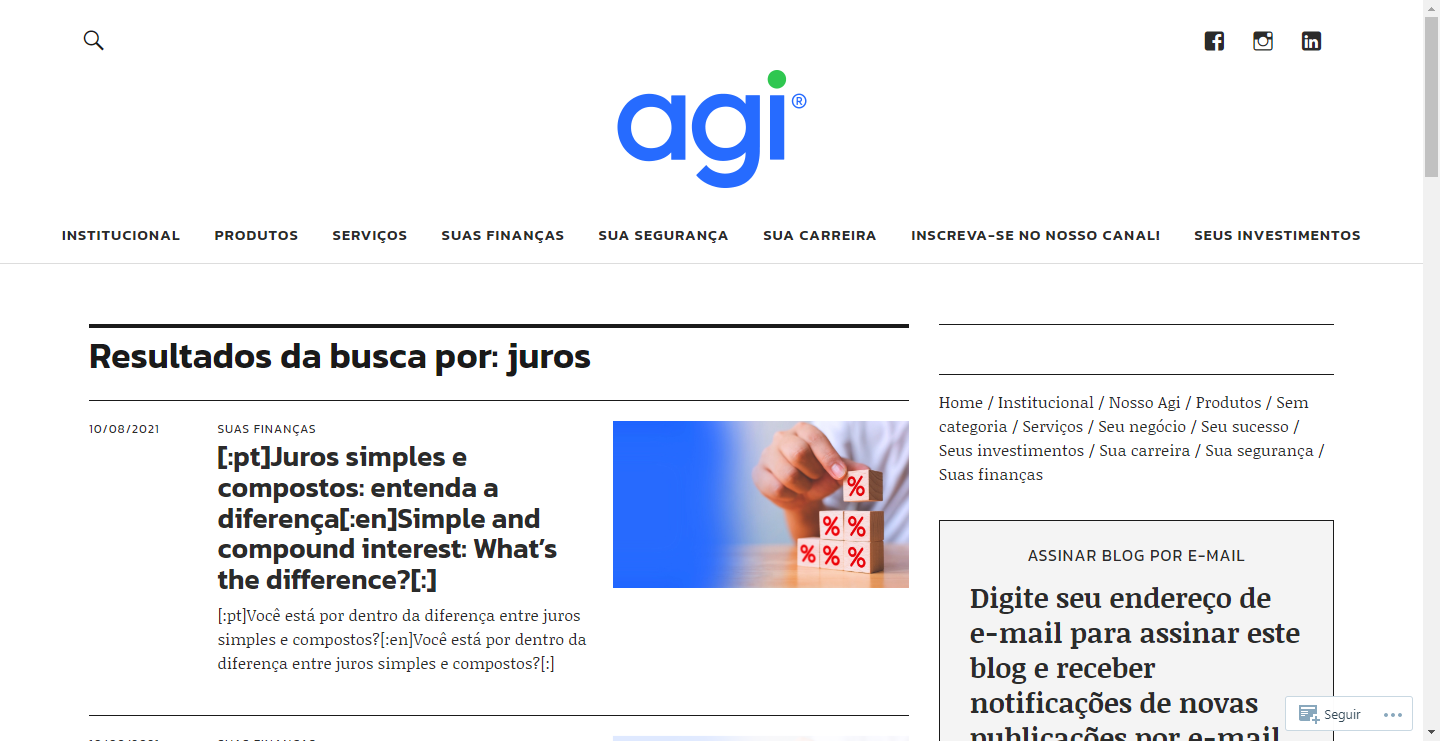 agi®
INSTITUCIONAL PRODUTOS SERVIÇOS SUAS FINANÇAS SUA SEGURANÇA SUA CARREIRA INSCREVA-SE NO NOSSO CANAL! SEUS INVESTIMENTOS
Resultados da busca por: juros
10/08/2021
SUAS FINANÇAS
[:pt]Juros simples e
compostos: entenda a
diferença[:en]Simple and
compound interest: What’s
the difference?[:]
[:pt]Você está por dentro da diferença entre juros
simples e compostos?[:en]Você está por dentro da
diferença entre juros simples e compostos?[:]
%
% %
% % %
Home / Institucional / Nosso Agi / Produtos / Sem
categoria / Serviços / Seu negócio / Seu sucesso /
Seus investimentos / Sua carreira / Sua segurança /
Suas finanças
ASSINAR BLOG POR E-MAIL
Digite seu endereço de
e-mail para assinar este
blog e receber
notificações de novas
publicações por e-mail
Seguir